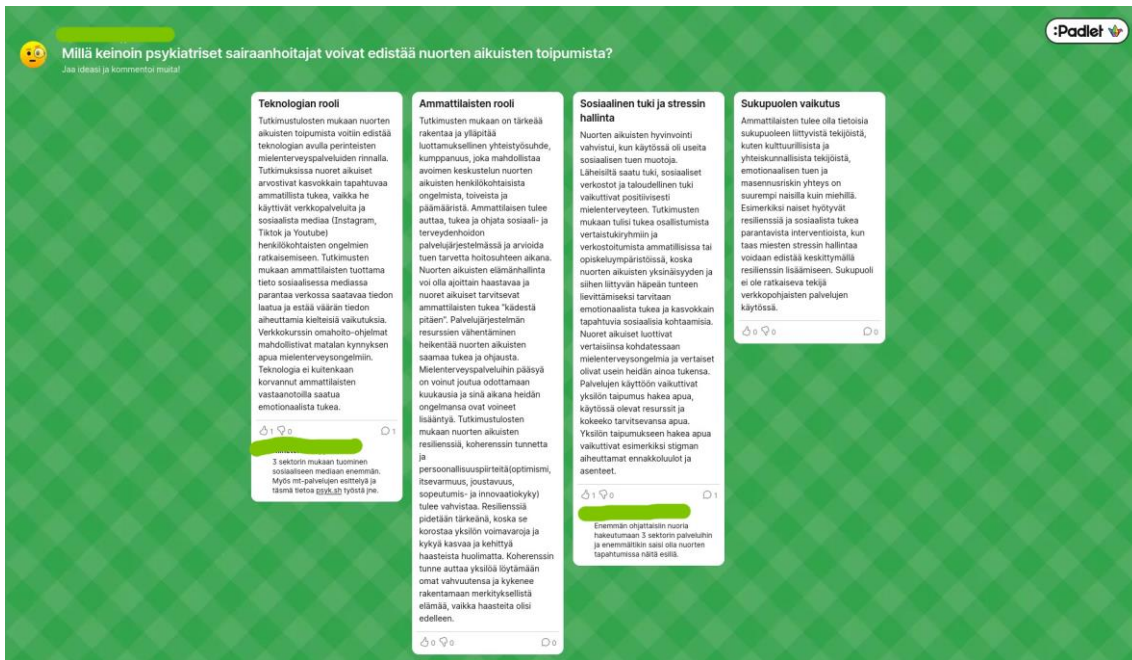 :Padlet
Millä keinoin psykiatriset sairaanhoitajat voivat edistää nuorten aikuisten toipumista?
Jaa ideasi ja kommentoi muita!
Teknologian rooli
Tutkimustulosten mukaan nuorten
aikuisten toipumista voitiin edistää
teknologian avulla perinteisten
mielenterveyspalveluiden rinnalla.
Tutkimuksissa nuoret aikuiset
arvostivat kasvokkain tapahtuvaa
ammatillista tukea, vaikka he
käyttivät verkkopalveluita ja
sosiaalista mediaa (Instagram,
Tiktok ja Youtube)
henkilökohtaisten ongelmien
ratkaisemiseen. Tutkimusten
mukaan ammattilaisten tuottama
tieto sosiaalisessa mediassa
parantaa verkossa saatavaa tiedon
laatua ja estää väärän tiedon
aiheuttamia kielteisiä vaikutuksia.
Verkkokurssin omahoito-ohjelmat
mahdollistivat matalan kynnyksen
apua mielenterveysongelmiin.
Teknologia ei kuitenkaan
korvannut ammattilaisten
vastaanotoilla saatua
emotionaalista tukea.
1 0 1
3 sektorin mukaan tuominen
sosiaaliseen mediaan enemmän.
Myös mt-palvelujen esittelyä ja
täsmä tietoa psyk.sh työstä jne.
Ammattilaisten rooli
Tutkimusten mukaan on tärkeää
rakentaa ja ylläpitää
luottamuksellinen yhteistyösuhde,
kumppanuus, joka mahdollistaa
avoimen keskustelun nuorten
aikuisten henkilökohtaisista
ongelmista, toiveista ja
päämääristä. Ammattilaisen tulee
auttaa, tukea ja ohjata sosiaali- ja
terveydenhoidon
palvelujärjestelmässä ja arvioida
tuen tarvetta hoitosuhteen aikana.
Nuorten aikuisten elämänhallinta
voi olla ajoittain haastavaa ja
nuoret aikuiset tarvitsevat
ammattilaisten tukea "kädestä
pitäen". Palvelujärjestelmän
resurssien vähentäminen
heikentää nuorten aikuisten
saamaa tukea ja ohjausta.
Mielenterveyspalveluihin pääsyä
on voinut joutua odottamaan
kuukausia ja sinä aikana heidän
ongelmansa ovat voineet
lisääntyä. Tutkimustulosten
mukaan nuorten aikuisten
resilienssiä, koherenssin tunnetta
ja
persoonallisuuspiirteitä(optimismi,
itsevarmuus, joustavuus,
sopeutumis- ja innovaatiokyky)
tulee vahvistaa. Resilienssiä
pidetään tärkeänä, koska se
korostaa yksilön voimavaroja ja
kykyä kasvaa ja kehittyä
haasteista huolimatta. Koherenssin
tunne auttaa yksilöä löytämään
omat vahvuutensa ja kykenee
rakentamaan merkityksellistä
elämää, vaikka haasteita olisi
edelleen.
0 0 0
Sosiaalinen tuki ja stressin
hallinta
Nuorten aikuisten hyvinvointi
vahvistui, kun käytössä oli useita
sosiaalisen tuen muotoja.
Läheisiltä saatu tuki, sosiaaliset
verkostot ja taloudellinen tuki
vaikuttivat positiivisesti
mielenterveyteen. Tutkimusten
mukaan tulisi tukea osallistumista
vertaistukiryhmiin ja
verkostoitumista ammatillisissa tai
opiskeluympäristöissä, koska
nuorten aikuisten yksinäisyyden ja
siihen liittyvän häpeän tunteen
lievittämiseksi tarvitaan
emotionaalista tukea ja kasvokkain
tapahtuvia sosiaalisia kohtaamisia.
Nuoret aikuiset luottivat
vertaisiinsa kohdatessaan
mielenterveysongelmia ja vertaiset
olivat usein heidän ainoa tukensa.
Palvelujen käyttöön vaikuttivat
yksilön taipumus hakea apua,
käytössä olevat resurssit ja
kokeeko tarvitsevansa apua.
Yksilön taipumukseen hakea apua
vaikuttivat esimerkiksi stigman
aiheuttamat ennakkoluulot ja
asenteet.
1 0 1
Enemmän ohjattaisiin nuoria
hakeutumaan 3 sektorin palveluihin
ja enemmältikin saisi olla nuorten
tapahtumissa näitä esillä.
Sukupuolen vaikutus
Ammattilaisten tulee olla tietoisia
sukupuoleen liittyvistä tekijöistä,
kuten kulttuurillisista ja
yhteiskunnallisista tekijöistä,
emotionaalisen tuen ja
masennusriskin yhteys on
suurempi naisilla kuin miehillä.
Esimerkiksi naiset hyötyvät
resilienssiä ja sosiaalista tukea
parantavista interventioista, kun
taas miesten stressin hallintaa
voidaan edistää keskittymällä
resilienssin lisäämiseen. Sukupuoli
ei ole ratkaiseva tekijä
verkkopohjaisten palvelujen
käytössä.
0 0 0